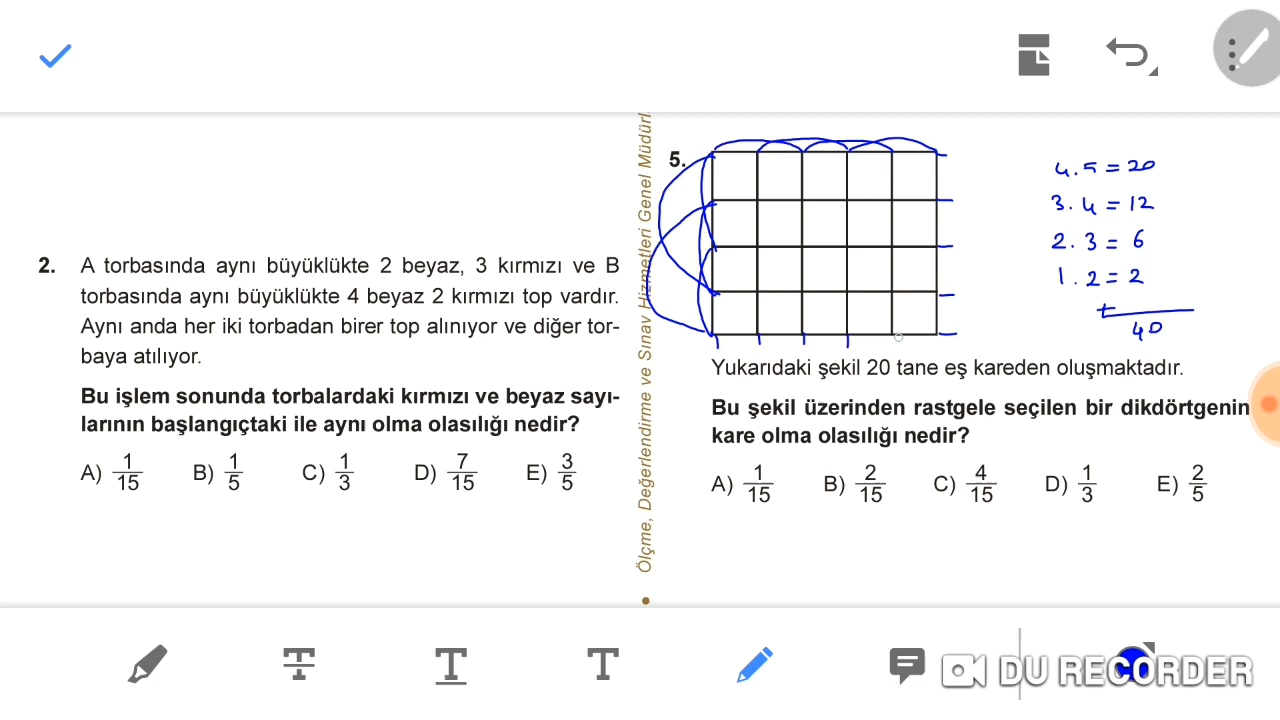 2. A torbasında aynı büyüklükte 2 beyaz, 3 kırmızı ve B
torbasında aynı büyüklükte 4 beyaz 2 kırmızı top vardır.
Aynı anda her iki torbadan birer top alınıyor ve diğer tor-
baya atılıyor.
Bu işlem sonunda torbalardaki kırmızı ve beyaz sayı-
larının başlangıçtaki ile aynı olma olasılığı nedir?
A) 1/15 B) 1/5 C) 1/3 D) 7/15 E) 3/5
Ölçme, Değerlendirme ve Sınav Hizmetleri Genel Müdürl
5.
4.5=20
3.4=12
2.3=6
1.2=2
+
40
Yukarıdaki şekil 20 tane eş kareden oluşmaktadır.
Bu şekil üzerinden rastgele seçilen bir dikdörtgenin
kare olma olasılığı nedir?
A) 1/15 B) 2/15 C) 4/15 D) 1/3 E) 2/5
T T T
DU RECORDER